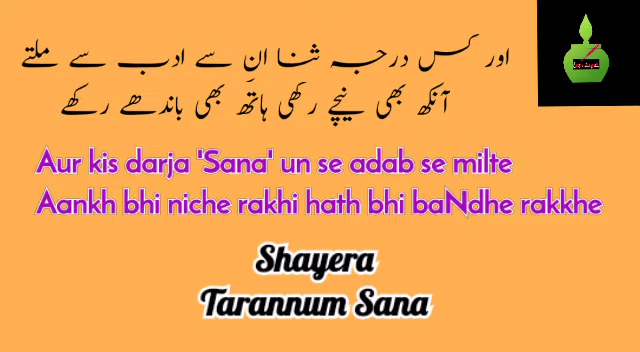 اور کس درجہ ثنا ان سے ادب سے ملتے
آنکھ بھی نیچے رکھی ہاتھ بھی باندھے رکھے
Aur kis darja 'Sana' un se adab se milte
Aankh bhi niche rakhi hath bhi baNdhe rakkhe
Shayera
Tarannum Sana